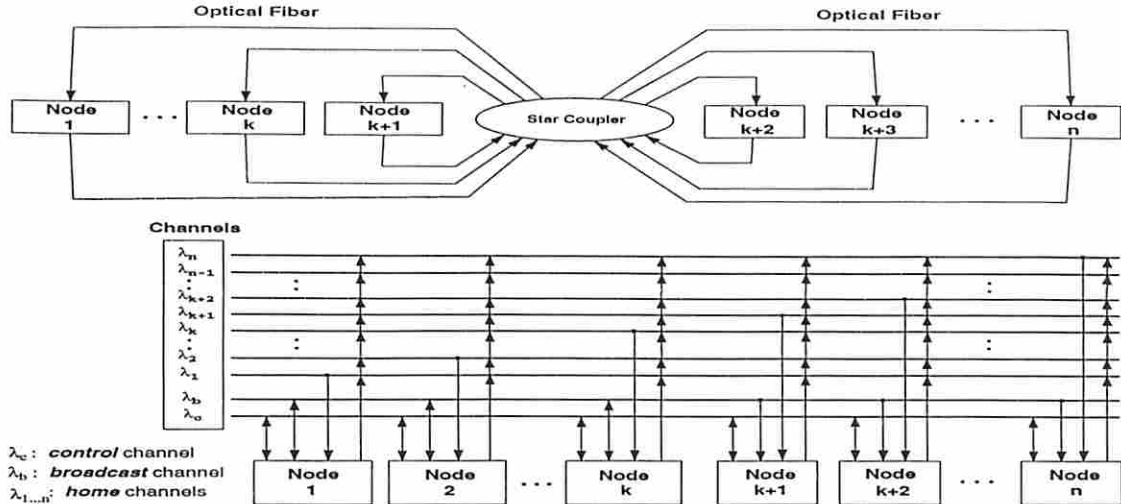 Optical Fiber Optical Fiber
Node 1 ... Node k Node k+1 Star Coupler Node k+2 Node k+3 ... Node n
Channels
λn
λn-1
:
λk+2
λk+1
λk
:
λ2
λ1
λb
λc
λc : control channel
λb : broadcast channel
λ1...n: home channels
Node 1 Node 2 ... Node k Node k+1 Node k+2 ... Node n